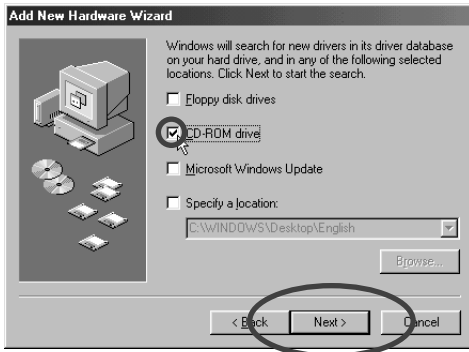 Add New Hardware Wizard
Windows will search for new drivers in its driver database
on your hard drive, and in any of the following selected
locations. Click Next to start the search.
Floppy disk drives
CD-ROM drive
Microsoft Windows Update
Specify a location:
C:\WINDOWS\Desktop\English
Browse...
< Back Next > Cancel